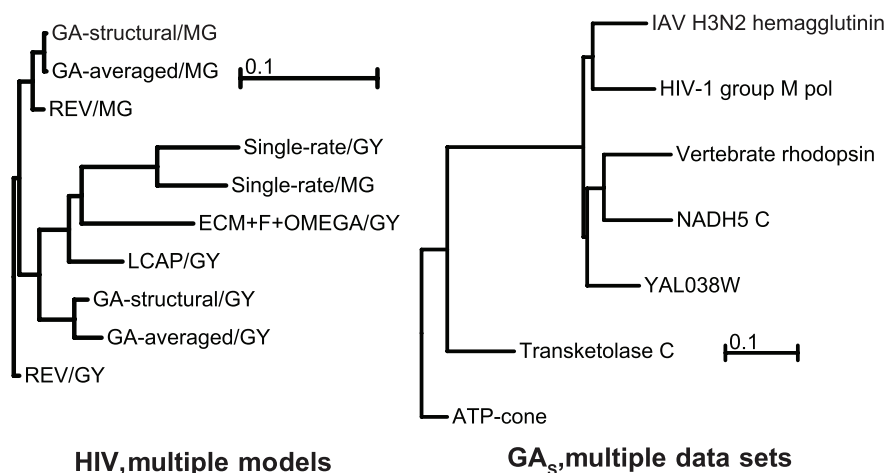 GA-structural/MG
GA-averaged/MG
0.1
REV/MG
Single-rate/GY
Single-rate/MG
ECM+F+OMEGA/GY
LCAP/GY
GA-structural/GY
GA-averaged/GY
REV/GY
HIV,multiple models
IAV H3N2 hemagglutinin
HIV-1 group M pol
Vertebrate rhodopsin
NADH5 C
YAL038W
Transketolase C
0.1
ATP-cone
GAs,multiple data sets